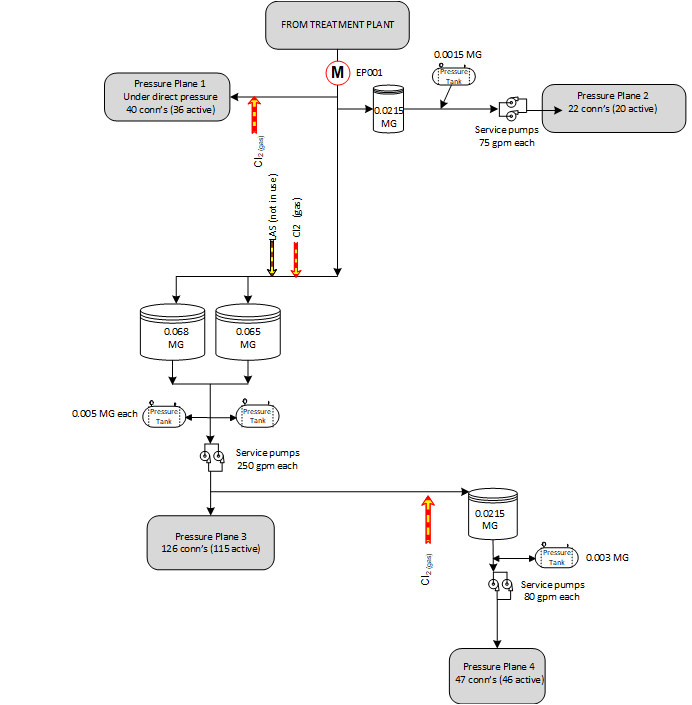 FROM TREATMENT PLANT
M
EP001
0.0015 MG
Pressure
Tank
Pressure Plane 1
Under direct pressure
40 conn's (36 active)
0.0215
MG
Pressure Plane 2
22 conn's (20 active)
Service pumps
75 gpm each
Cl2 (gas)
LAS (not in use)
Cl2 (gas)
0.068
MG
0.065
MG
0.005 MG each
Pressure
Tank
Pressure
Tank
Service pumps
250 gpm each
Pressure Plane 3
126 conn's (115 active)
Cl2 (gas)
0.0215
MG
Pressure
Tank
0.003 MG
Service pumps
80 gpm each
Pressure Plane 4
47 conn's (46 active)